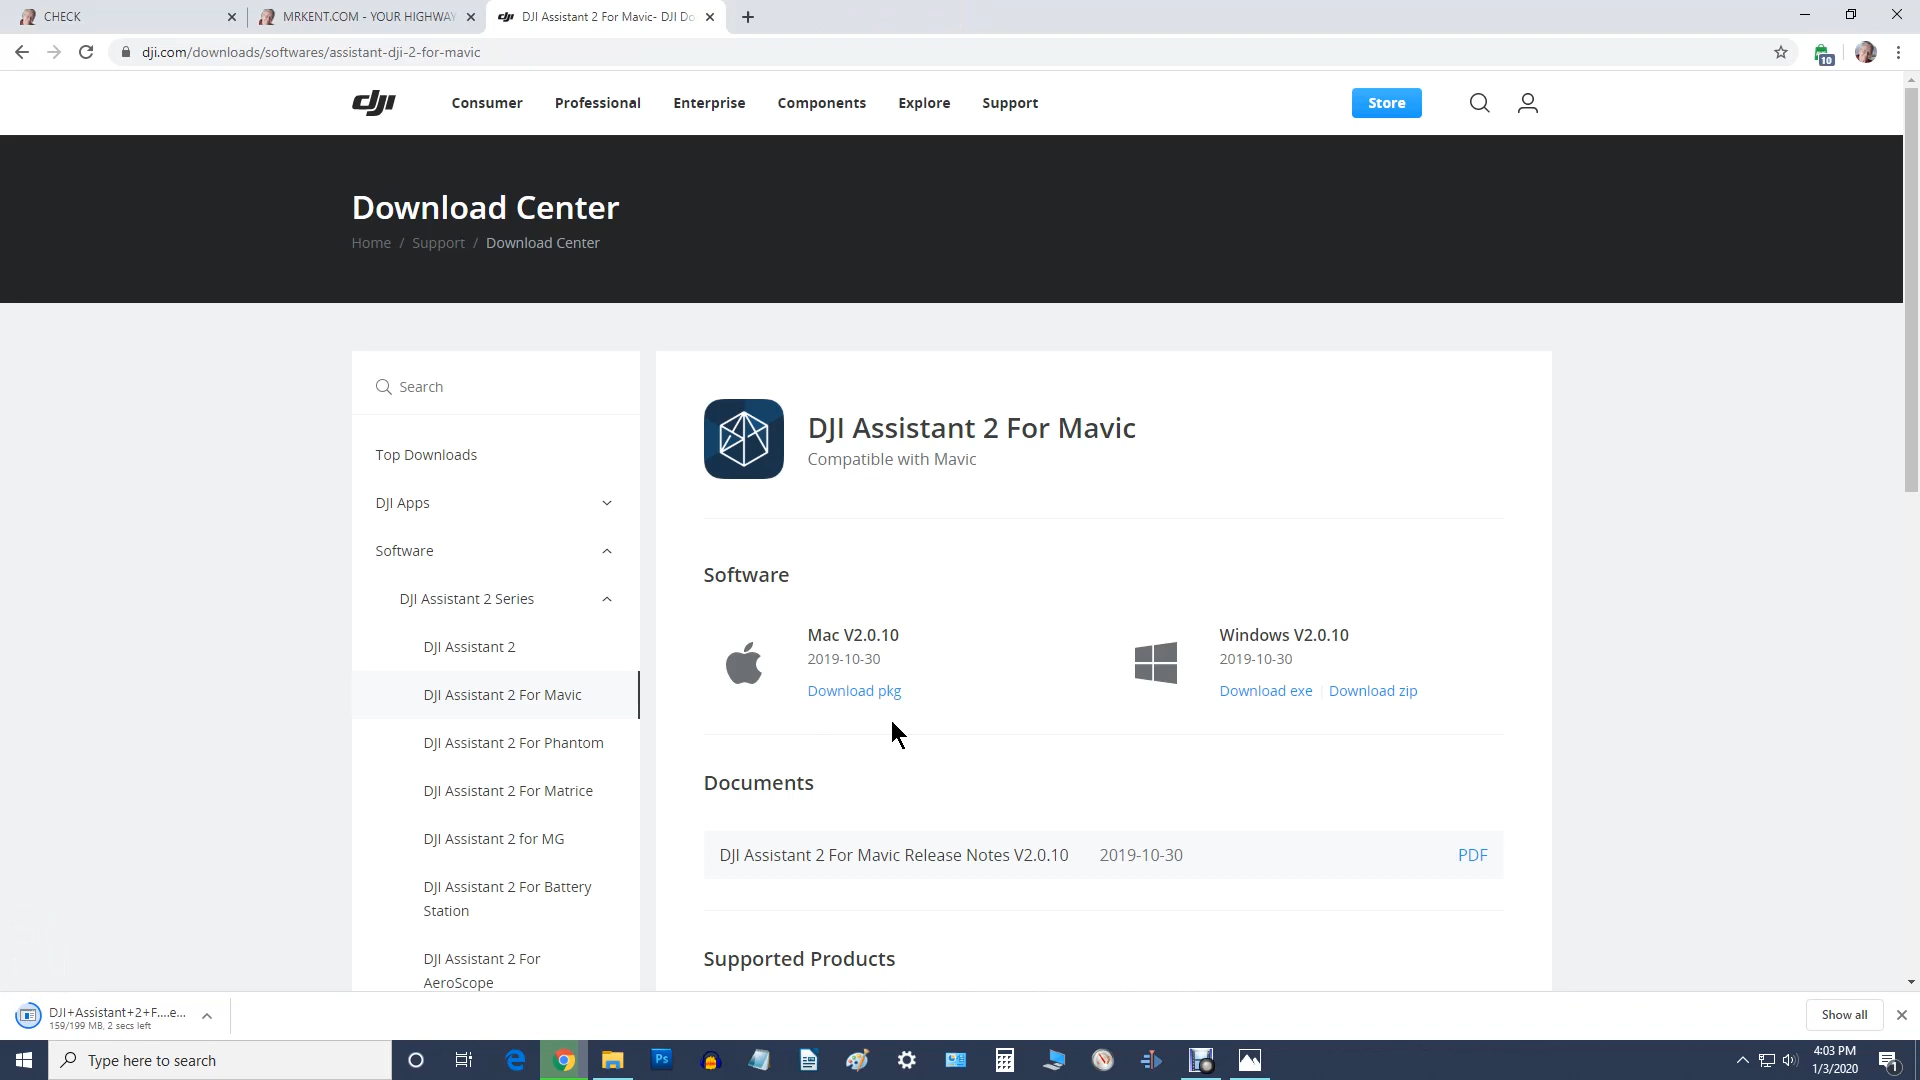 CHECK
MRKENT.COM - YOUR HIGHWAY
DJI Assistant 2 For Mavic- DJI Do
dji.com/downloads/softwares/assistant-dji-2-for-mavic
10
dji
Consumer
Professional
Enterprise
Components
Explore
Support
Store
Download Center
Home / Support / Download Center
Search
Top Downloads
DJI Apps
Software
DJI Assistant 2 Series
DJI Assistant 2
DJI Assistant 2 For Mavic
DJI Assistant 2 For Phantom
DJI Assistant 2 For Matrice
DJI Assistant 2 for MG
DJI Assistant 2 For Battery
Station
DJI Assistant 2 For
AeroScope
DJI Assistant 2 For Mavic
Compatible with Mavic
Software
Mac V2.0.10
2019-10-30
Download pkg
Windows V2.0.10
2019-10-30
Download exe | Download zip
Documents
DJI Assistant 2 For Mavic Release Notes V2.0.10 2019-10-30 PDF
Supported Products
DJI+Assistant+2+F....e...
159/199 MB, 2 secs left
Show all
Type here to search
Ps
4:03 PM
1/3/2020
1